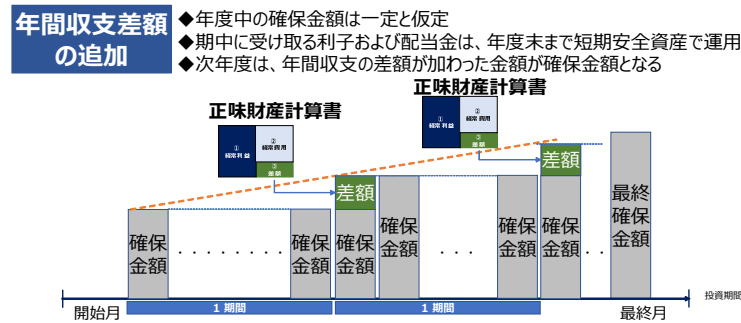 年間収支差額
の追加
◆年度中の確保金額は一定と仮定
◆期中に受け取る利子および配当金は、年度末まで短期安全資産で運用
◆次年度は、年間収支の差額が加わった金額が確保金額となる
正味財産計算書
正味財産計算書
①
経常利益
②
経常費用
③
差額
①
経常利益
②
経常費用
③
差額
差額
差額
確保
金額
・・・・・・・・
確保
金額
確保
金額
確保
金額
・・・
確保
金額
確保
金額
・・
最終
確保
金額
投資期間
開始月
1 期間
1 期間
最終月